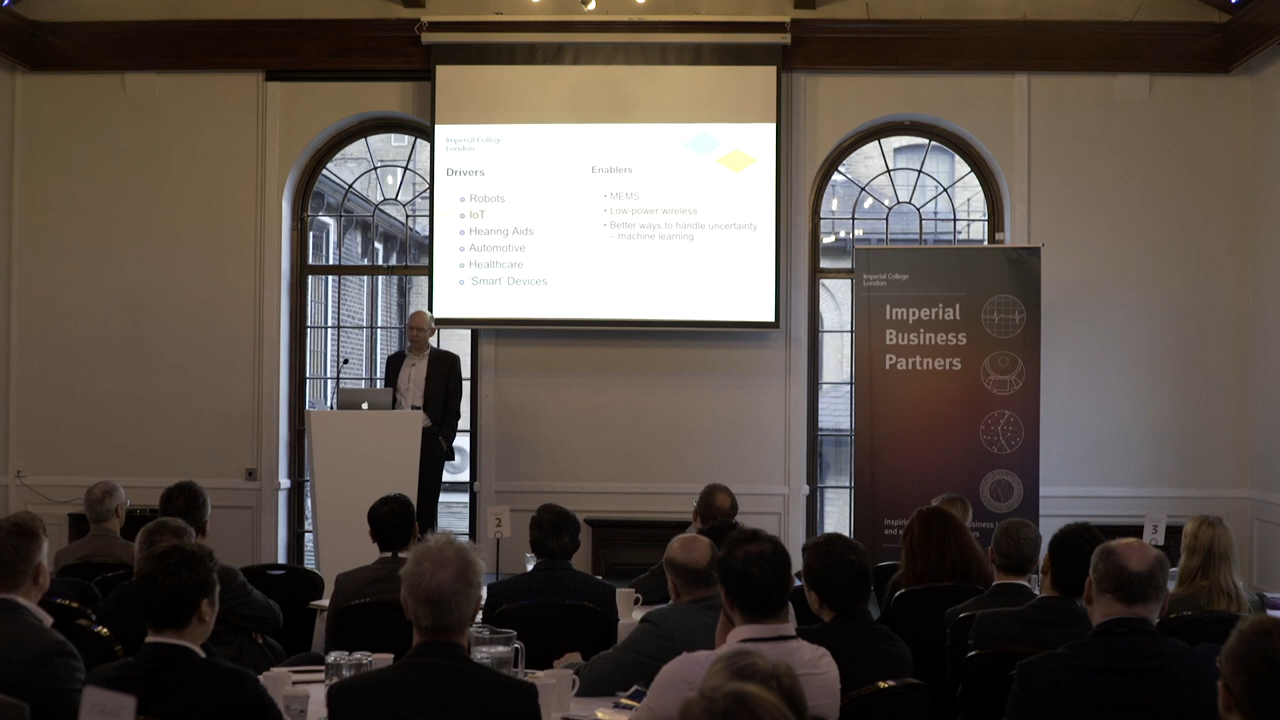 Imperial College
London
Drivers
Robots
IoT
Hearing Aids
Automotive
Healthcare
'Smart' Devices
Enablers
• MEMS
• Low-power wireless
• Better ways to handle uncertainty
– machine learning
Imperial College
London
Imperial
Business
Partners
2
3